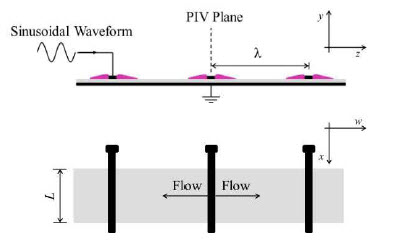 PIV Plane
Sinusoidal Waveform
y
z
λ
w
x
L
Flow Flow